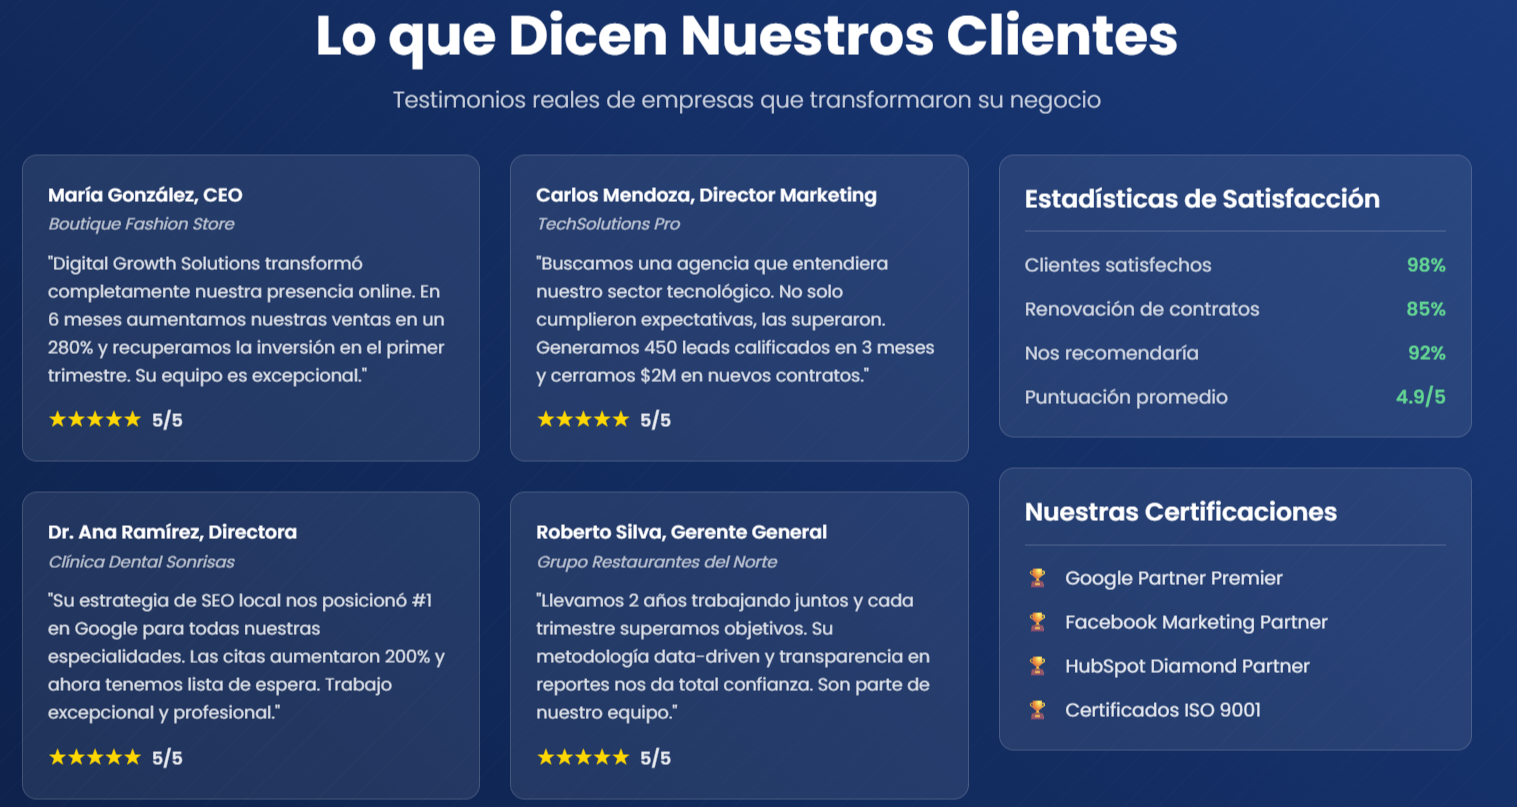 Lo que Dicen Nuestros Clientes
Testimonios reales de empresas que transformaron su negocio
María González, CEO
Boutique Fashion Store
"Digital Growth Solutions transformó
completamente nuestra presencia online. En
6 meses aumentamos nuestras ventas en un
280% y recuperamos la inversión en el primer
trimestre. Su equipo es excepcional."
★★★★★ 5/5
Carlos Mendoza, Director Marketing
TechSolutions Pro
"Buscamos una agencia que entendiera
nuestro sector tecnológico. No solo
cumplieron expectativas, las superaron.
Generamos 450 leads calificados en 3 meses
y cerramos $2M en nuevos contratos."
★★★★★ 5/5
Dr. Ana Ramírez, Directora
Clínica Dental Sonrisas
"Su estrategia de SEO local nos posicionó #1
en Google para todas nuestras
especialidades. Las citas aumentaron 200% y
ahora tenemos lista de espera. Trabajo
excepcional y profesional."
★★★★★ 5/5
Roberto Silva, Gerente General
Grupo Restaurantes del Norte
"Llevamos 2 años trabajando juntos y cada
trimestre superamos objetivos. Su
metodología data-driven y transparencia en
reportes nos da total confianza. Son parte de
nuestro equipo."
★★★★★ 5/5
Estadísticas de Satisfacción
Clientes satisfechos 98%
Renovación de contratos 85%
Nos recomendaría 92%
Puntuación promedio 4.9/5
Nuestras Certificaciones
🏆 Google Partner Premier
🏆 Facebook Marketing Partner
🏆 HubSpot Diamond Partner
🏆 Certificados ISO 9001